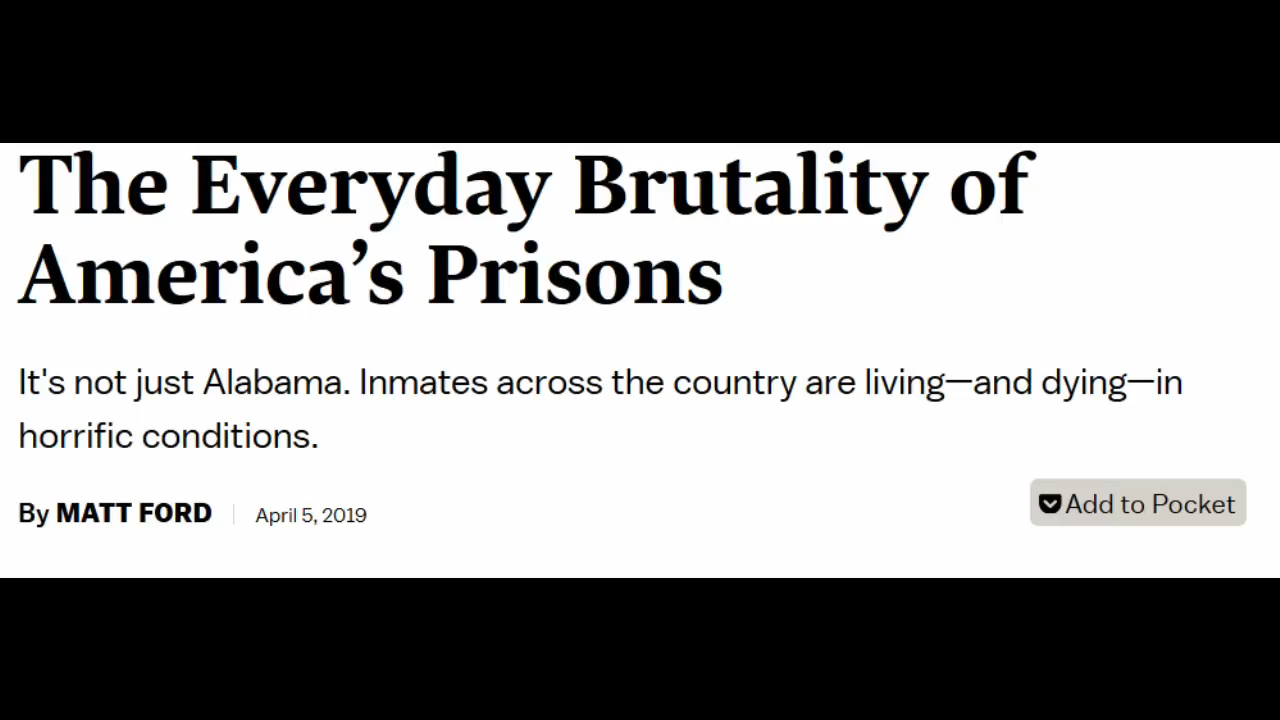 The Everyday Brutality of
America’s Prisons
It's not just Alabama. Inmates across the country are living—and dying—in
horrific conditions.
By MATT FORD April 5, 2019
Add to Pocket